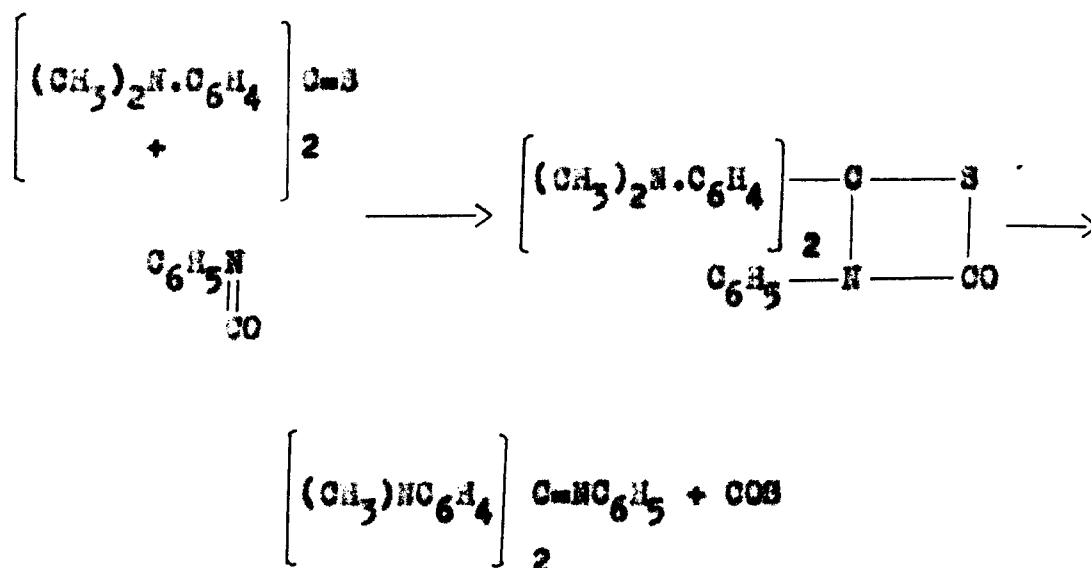 [(CH3)2N.C6H4]2 C=S
+
C6H5N
||
CO
[(CH3)2N.C6H4]2—C—S
C6H5—N—CO
[(CH3)NC6H4]2 C=NC6H5 + COS